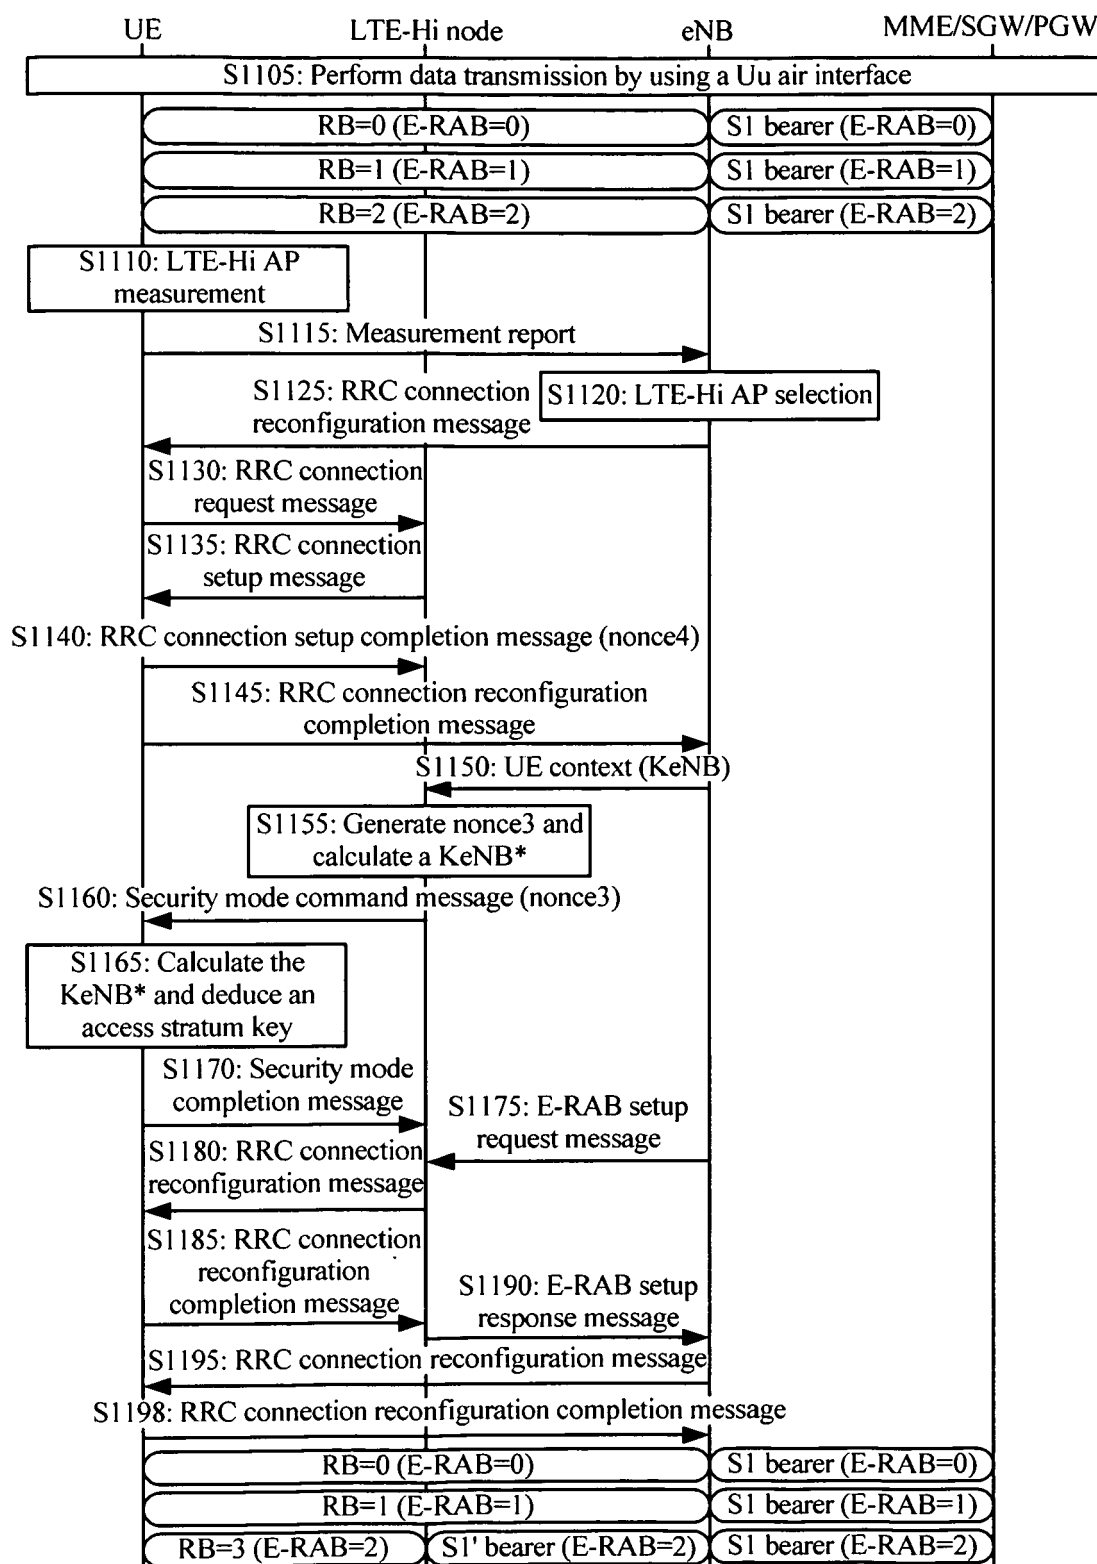 UE LTE-Hi node eNB MME/SGW/PGW
S1105: Perform data transmission by using a Uu air interface
RB=0 (E-RAB=0) S1 bearer (E-RAB=0)
RB=1 (E-RAB=1) S1 bearer (E-RAB=1)
RB=2 (E-RAB=2) S1 bearer (E-RAB=2)
S1110: LTE-Hi AP
measurement
S1115: Measurement report
S1120: LTE-Hi AP selection
S1125: RRC connection
reconfiguration message
S1130: RRC connection
request message
S1135: RRC connection
setup message
S1140: RRC connection setup completion message (nonce4)
S1145: RRC connection reconfiguration
completion message
S1150: UE context (KeNB)
S1155: Generate nonce3 and
calculate a KeNB*
S1160: Security mode command message (nonce3)
S1165: Calculate the
KeNB* and deduce an
access stratum key
S1170: Security mode
completion message
S1175: E-RAB setup
request message
S1180: RRC connection
reconfiguration message
S1185: RRC connection
reconfiguration
completion message
S1190: E-RAB setup
response message
S1195: RRC connection reconfiguration message
S1198: RRC connection reconfiguration completion message
RB=0 (E-RAB=0) S1 bearer (E-RAB=0)
RB=1 (E-RAB=1) S1 bearer (E-RAB=1)
RB=3 (E-RAB=2) S1' bearer (E-RAB=2) S1 bearer (E-RAB=2)